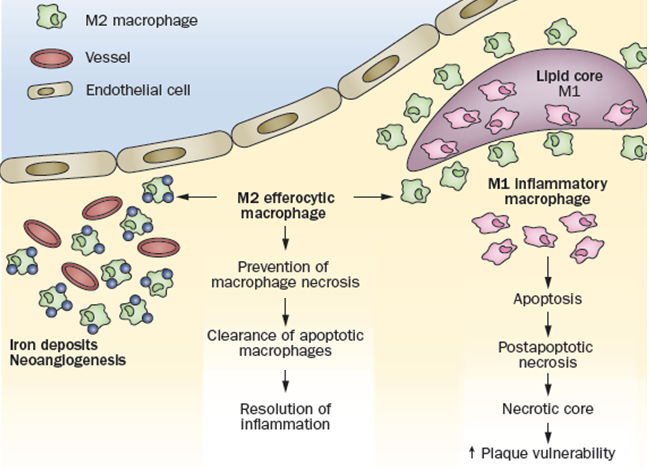 M2 macrophage
Vessel
Endothelial cell
Lipid core
M1
M2 efferocytic
macrophage
Prevention of
macrophage necrosis
Clearance of apoptotic
macrophages
Resolution of
inflammation
Iron deposits
Neoangiogenesis
M1 inflammatory
macrophage
Apoptosis
Postapoptotic
necrosis
Necrotic core
↑ Plaque vulnerability